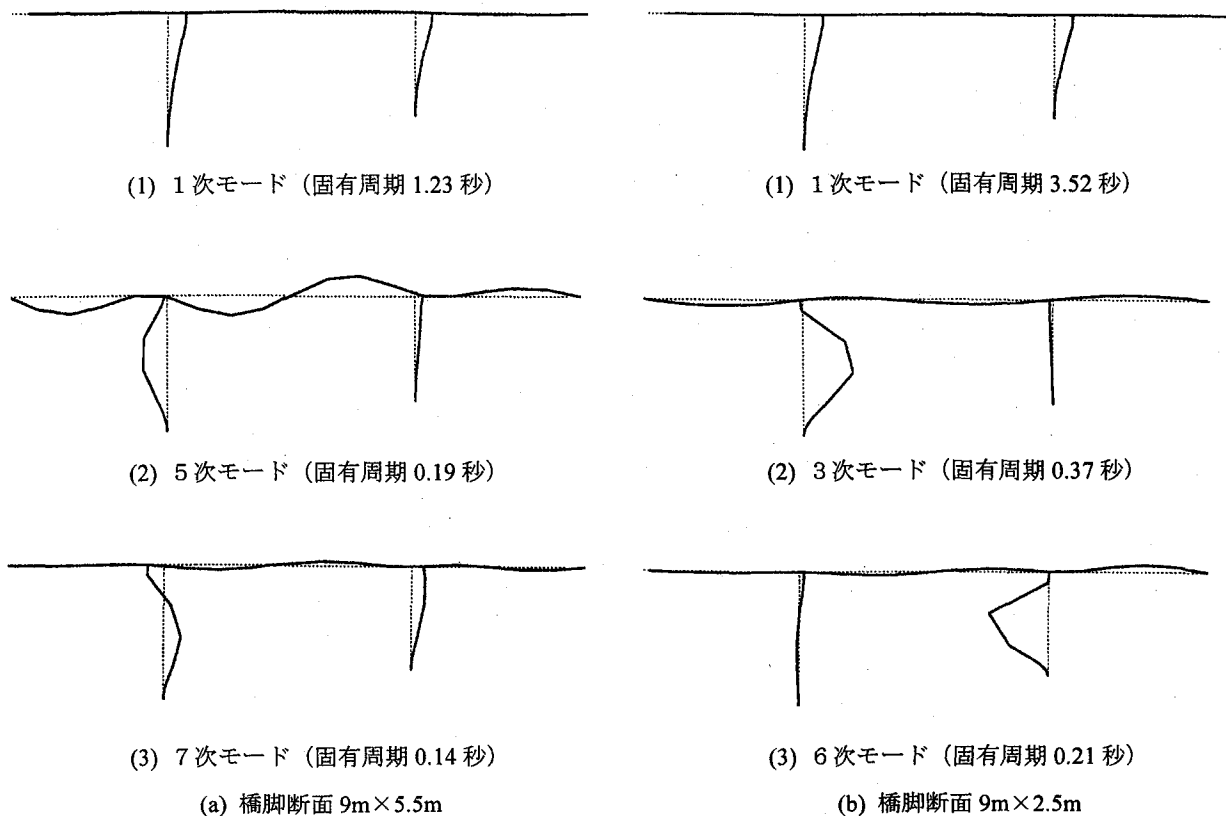 (1) 1次モード（固有周期 1.23 秒）
(1) 1次モード（固有周期 3.52 秒）
(2) 5次モード（固有周期 0.19 秒）
(2) 3次モード（固有周期 0.37 秒）
(3) 7次モード（固有周期 0.14 秒）
(3) 6次モード（固有周期 0.21 秒）
(a) 橋脚断面 9m×5.5m
(b) 橋脚断面 9m×2.5m